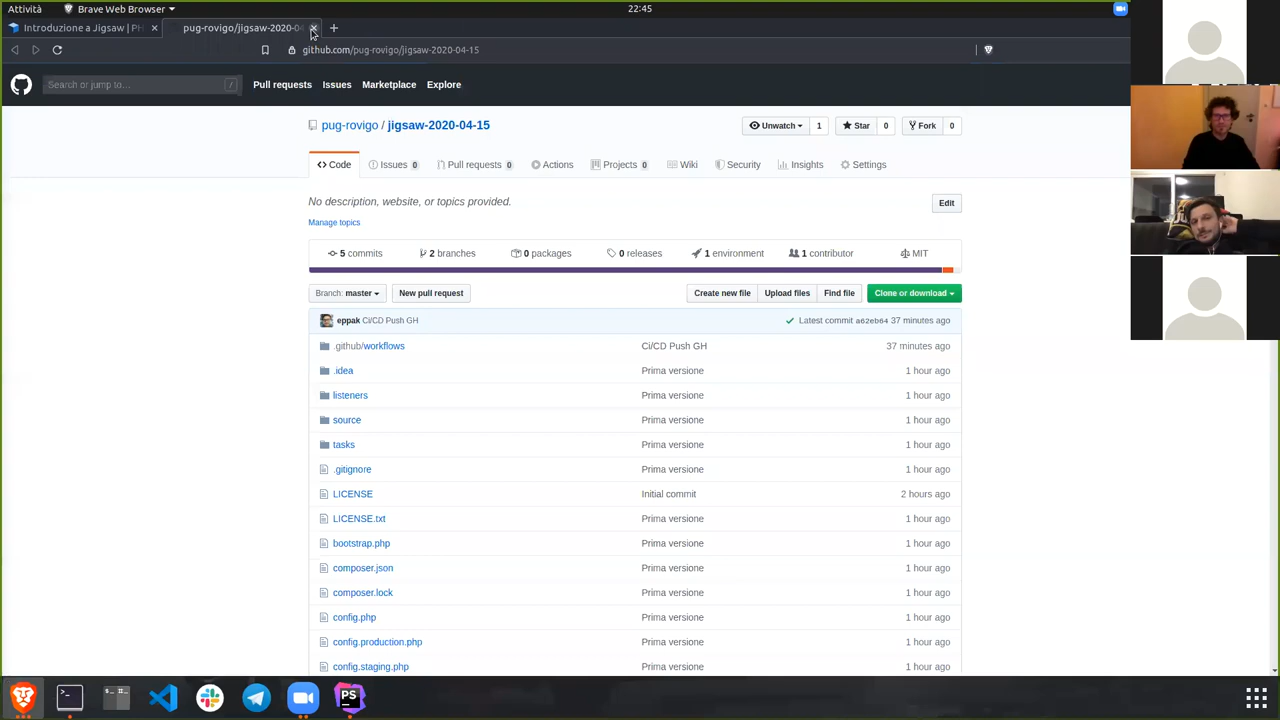 Attività
Brave Web Browser
22:45
Introduzione a Jigsaw | PH
pug-rovigo/jigsaw-2020-04
github.com/pug-rovigo/jigsaw-2020-04-15
Search or jump to…
/
Pull requests
Issues
Marketplace
Explore
pug-rovigo / jigsaw-2020-04-15
Unwatch 1
Star 0
Fork 0
Code
Issues 0
Pull requests 0
Actions
Projects 0
Wiki
Security
Insights
Settings
No description, website, or topics provided.
Edit
Manage topics
5 commits
2 branches
0 packages
0 releases
1 environment
1 contributor
MIT
Branch: master
New pull request
Create new file
Upload files
Find file
Clone or download
eppak Ci/CD Push GH
Latest commit a62eb64 37 minutes ago
.github/workflows Ci/CD Push GH 37 minutes ago
.idea Prima versione 1 hour ago
listeners Prima versione 1 hour ago
source Prima versione 1 hour ago
tasks Prima versione 1 hour ago
.gitignore Prima versione 1 hour ago
LICENSE Initial commit 2 hours ago
LICENSE.txt Prima versione 1 hour ago
bootstrap.php Prima versione 1 hour ago
composer.json Prima versione 1 hour ago
composer.lock Prima versione 1 hour ago
config.php Prima versione 1 hour ago
config.production.php Prima versione 1 hour ago
config.staging.php Prima versione 1 hour ago
PS